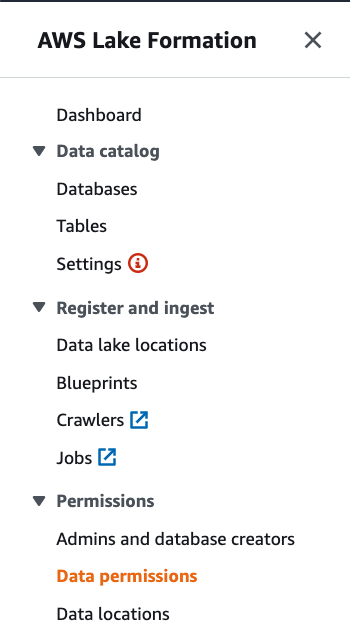 AWS Lake Formation
Dashboard
Data catalog
Databases
Tables
Settings
Register and ingest
Data lake locations
Blueprints
Crawlers
Jobs
Permissions
Admins and database creators
Data permissions
Data locations